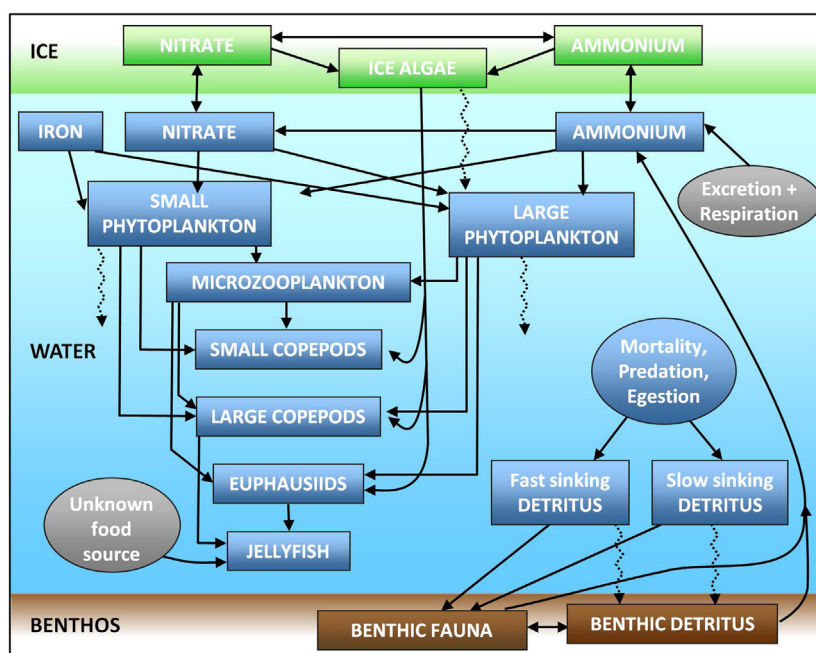 ICE
NITRATE
AMMONIUM
ICE ALGAE
IRON
NITRATE
AMMONIUM
SMALL
PHYTOPLANKTON
LARGE
PHYTOPLANKTON
Excretion +
Respiration
MICROZOOPLANKTON
WATER
SMALL COPEPODS
Mortality,
Predation,
Egestion
LARGE COPEPODS
EUPHAUSIIDS
Fast sinking
DETRITUS
Slow sinking
DETRITUS
Unknown
food
source
JELLYFISH
BENTHOS
BENTHIC FAUNA
BENTHIC DETRITUS